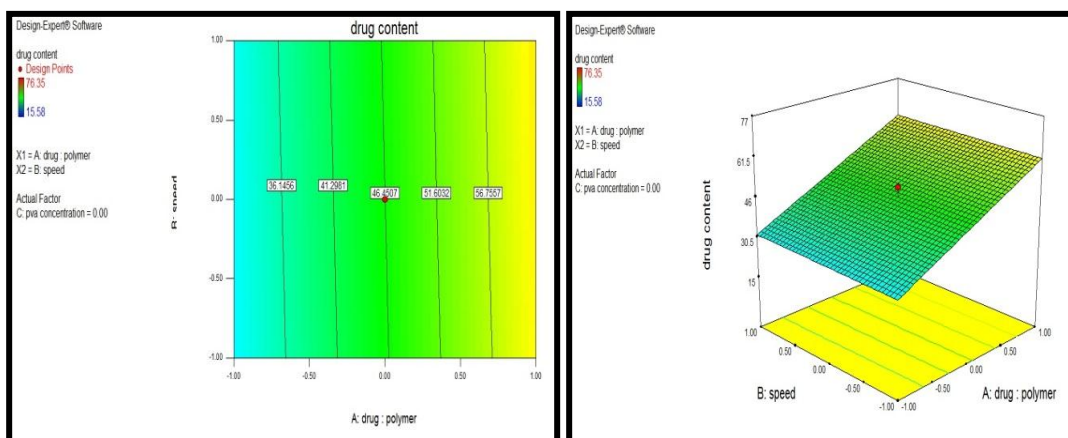 Design-Expert® Software
drug content
Design Points
76.35
15.58
X1 = A: drug : polymer
X2 = B: speed
Actual Factor
C: pva concentration = 0.00
drug content
1.00
0.50
0.00
-0.50
-1.00
B: speed
36.1456
41.2981
46.4507
51.6032
56.7557
-1.00
-0.50
0.00
0.50
1.00
A: drug : polymer
Design-Expert® Software
drug content
76.35
15.58
X1 = A: drug : polymer
X2 = B: speed
Actual Factor
C: pva concentration = 0.00
77
61.5
46
30.5
15
drug content
1.00
0.50
0.00
-0.50
-1.00
B: speed
-1.00
-0.50
0.00
0.50
1.00
A: drug : polymer